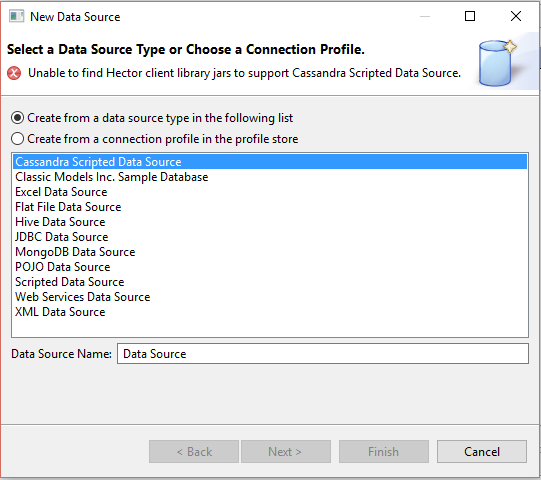 New Data Source
Select a Data Source Type or Choose a Connection Profile.
Unable to find Hector client library jars to support Cassandra Scripted Data Source.
Create from a data source type in the following list
Create from a connection profile in the profile store
Cassandra Scripted Data Source
Classic Models Inc. Sample Database
Excel Data Source
Flat File Data Source
Hive Data Source
JDBC Data Source
MongoDB Data Source
POJO Data Source
Scripted Data Source
Web Services Data Source
XML Data Source
Data Source Name: Data Source
< Back Next > Finish Cancel